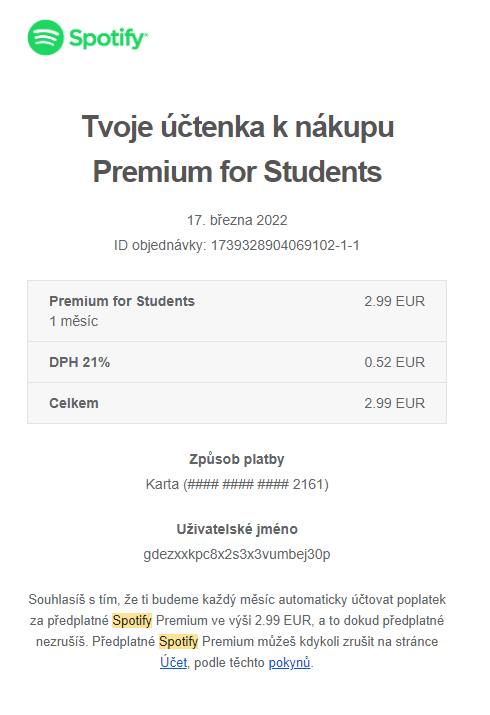 Spotify
Tvoje účtenka k nákupu
Premium for Students
17. března 2022
ID objednávky: 1739328904069102-1-1
Premium for Students 2.99 EUR
1 měsíc
DPH 21% 0.52 EUR
Celkem 2.99 EUR
Způsob platby
Karta (#### #### #### 2161)
Uživatelské jméno
gdezxxkpc8x2s3x3vumbej30p
Souhlasíš s tím, že ti budeme každý měsíc automaticky účtovat poplatek
za předplatné Spotify Premium ve výši 2.99 EUR, a to dokud předplatné
nezrušíš. Předplatné Spotify Premium můžeš kdykoli zrušit na stránce
Účet, podle těchto pokynů.